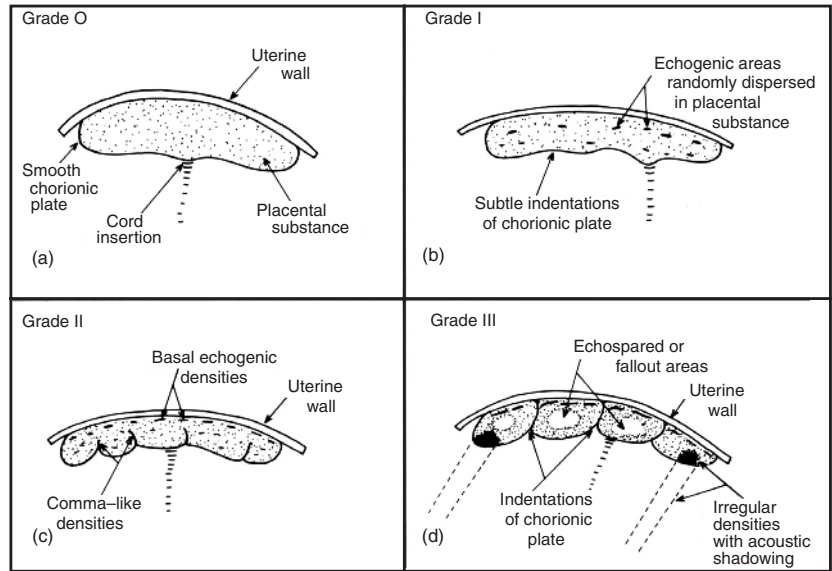 Grade O
Uterine
wall
Smooth
chorionic
plate
Cord
insertion
Placental
substance
(a)
Grade I
Echogenic areas
randomly dispersed
in placental
substance
Subtle indentations
of chorionic plate
(b)
Grade II
Basal echogenic
densities
Uterine
wall
Comma–like
densities
(c)
Grade III
Echospared or
fallout areas
Uterine
wall
Indentations
of chorionic
plate
Irregular
densities
with acoustic
shadowing
(d)